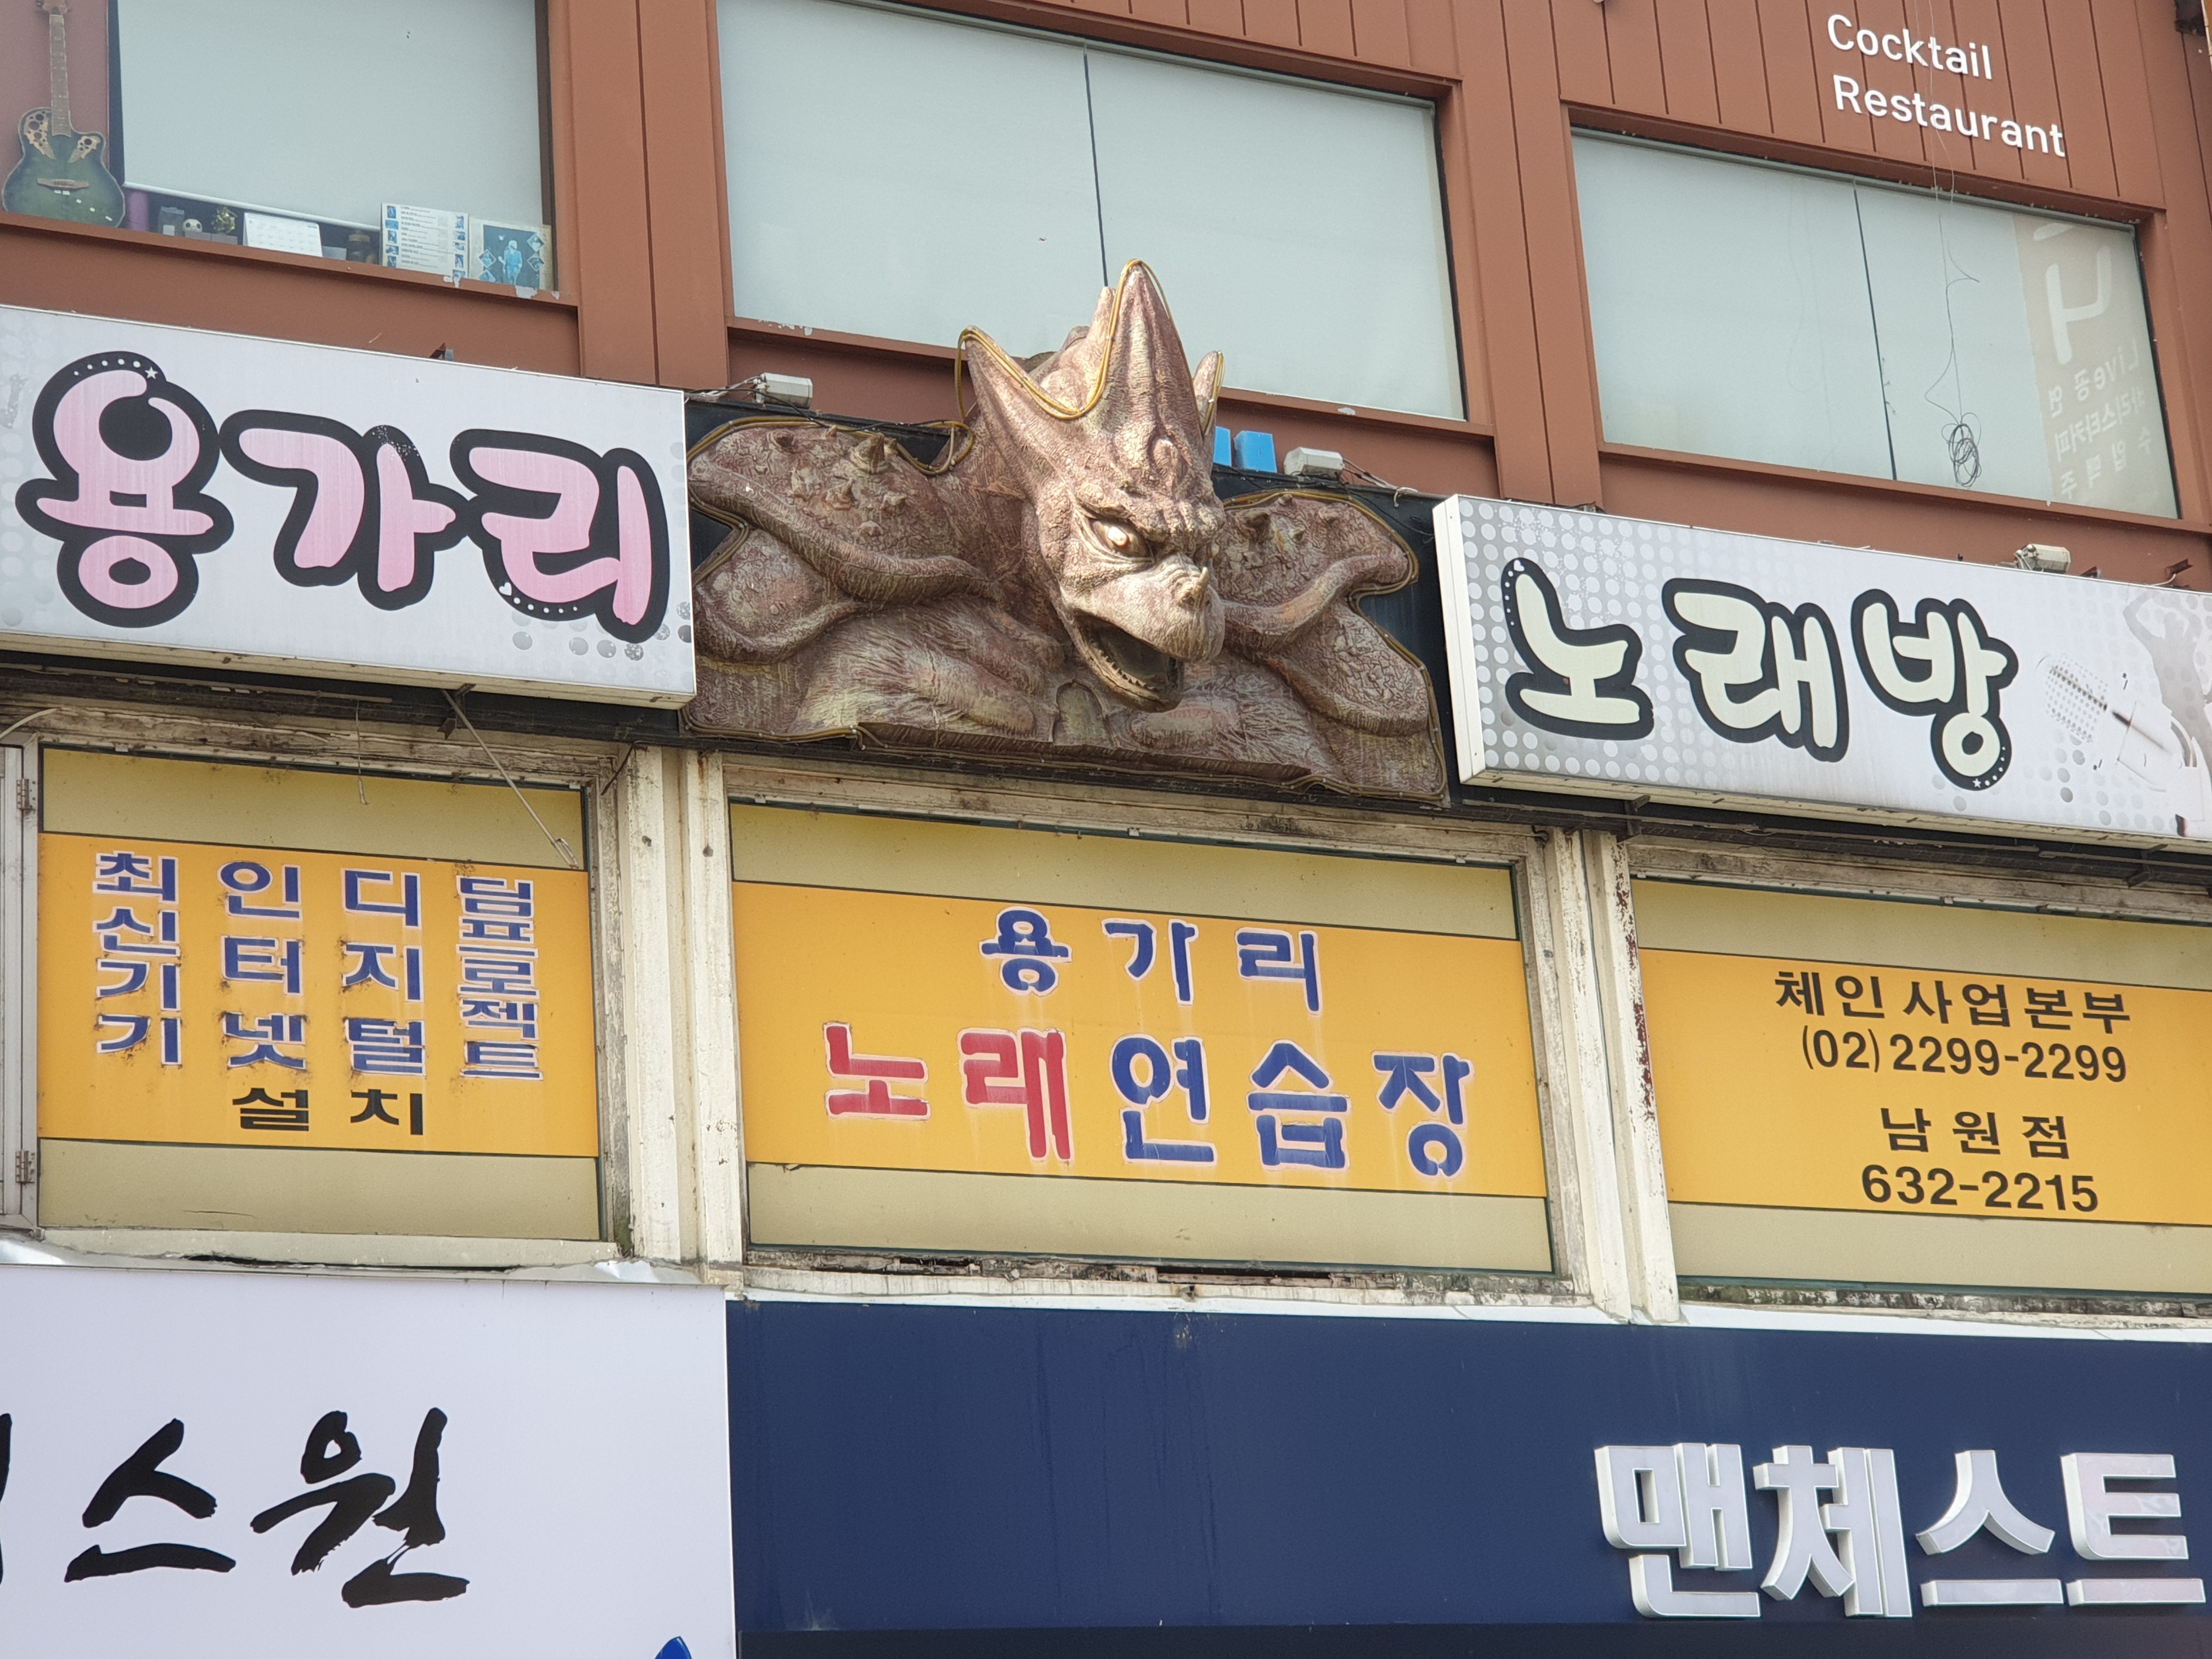 Cocktail
Restaurant
용가리
노래방
최신기기
인터넷
디지털
딤프로젝트
설치
용가리
노래연습장
체인사업본부
(02)2299-2299
남원점
632-2215
스원
맨체스트